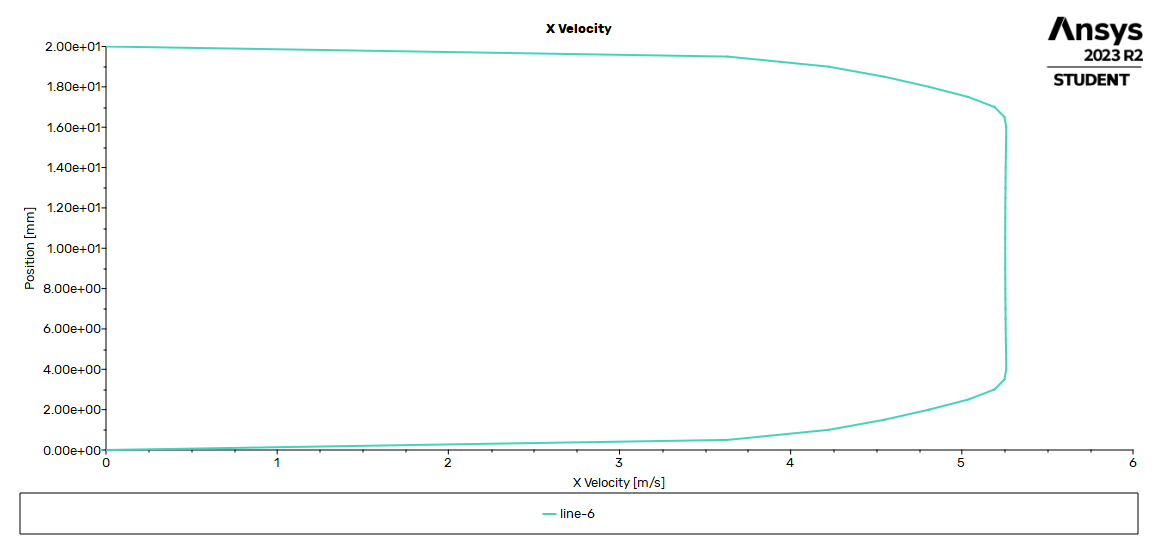 X Velocity
Ansys
2023 R2
STUDENT
2.00e+01
1.80e+01
1.60e+01
1.40e+01
1.20e+01
1.00e+01
8.00e+00
6.00e+00
4.00e+00
2.00e+00
0.00e+00
Position [mm]
0 1 2 3 4 5 6
X Velocity [m/s]
line-6